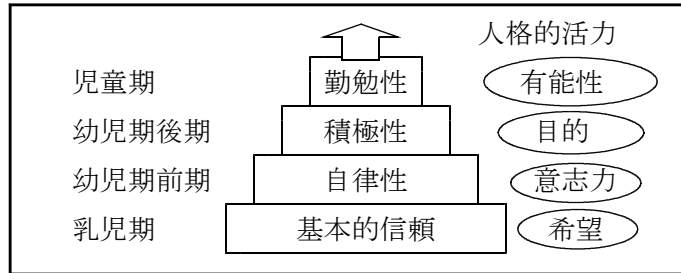 人格的活力
児童期 勤勉性 有能性
幼児期後期 積極性 目的
幼児期前期 自律性 意志力
乳児期 基本的信頼 希望